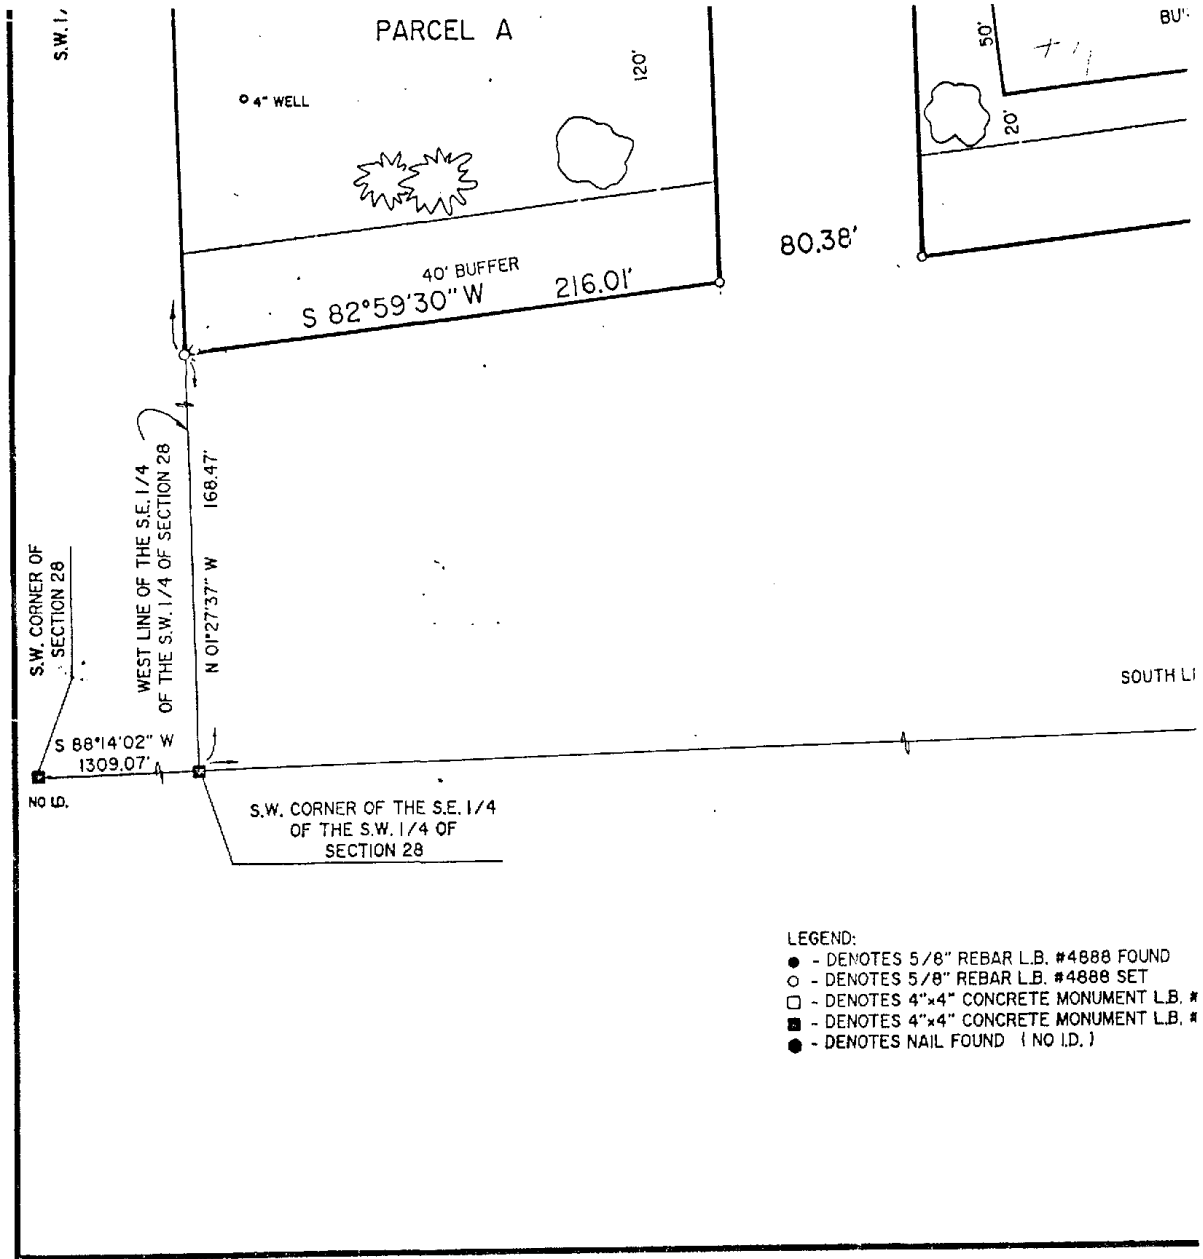 S.W. 1/
PARCEL A
4" WELL
120'
50'
20'
40' BUFFER
S 82°59'30" W 216.01'
80.38'
WEST LINE OF THE S.E. 1/4
OF THE S.W. 1/4 OF SECTION 28
N 01°27'37" W 168.47'
S.W. CORNER OF
SECTION 28
SOUTH LI
S 88°14'02" W
1309.07'
NO I.D.
S.W. CORNER OF THE S.E. 1/4
OF THE S.W. 1/4 OF
SECTION 28
LEGEND:
- DENOTES 5/8" REBAR L.B. #4888 FOUND
- DENOTES 5/8" REBAR L.B. #4888 SET
- DENOTES 4"x4" CONCRETE MONUMENT L.B. #
- DENOTES 4"x4" CONCRETE MONUMENT L.B. #
- DENOTES NAIL FOUND ( NO I.D. )